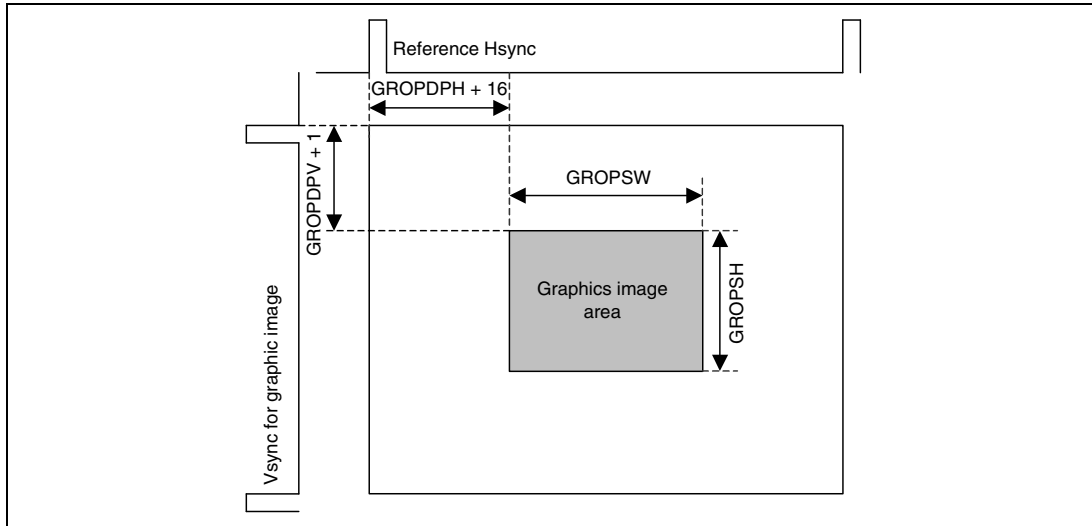 Reference Hsync
GROPDPH + 16
GROPDPV + 1
GROPSW
Graphics image
area
GROPSH
Vsync for graphic image